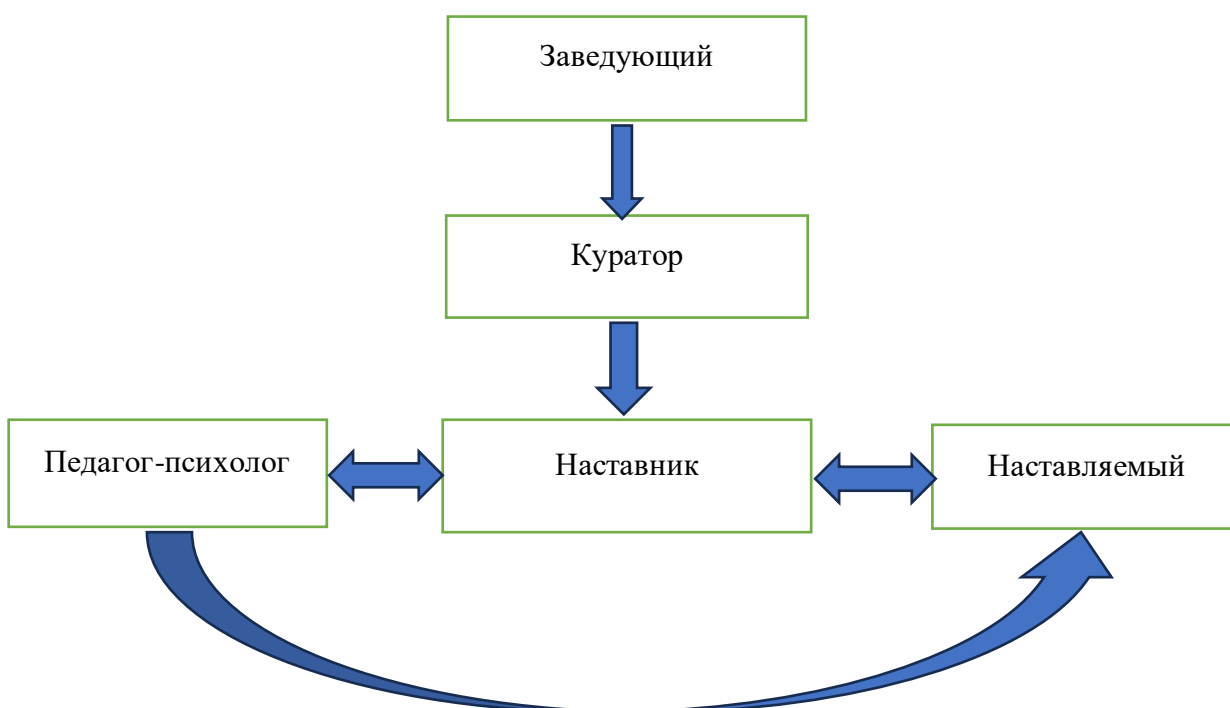 Заведующий
Куратор
Педагог-психолог
Наставник
Наставляемый